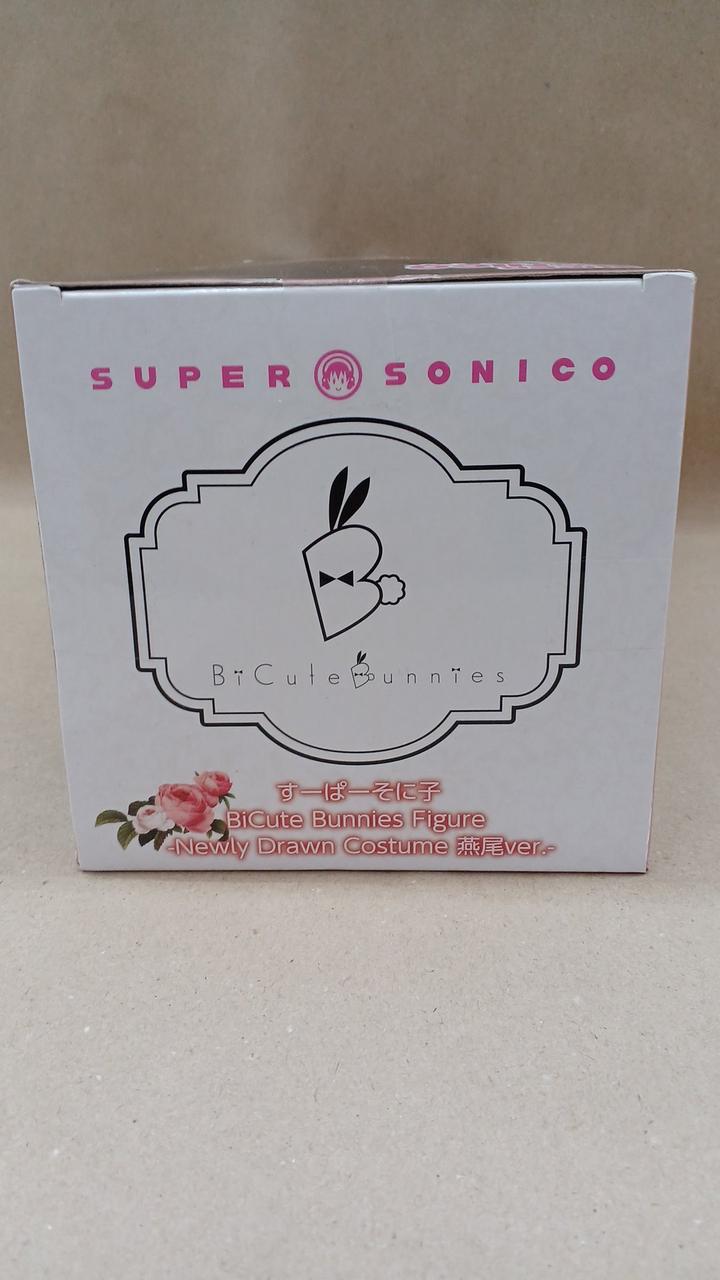 SUPER SONICO
B
BiCute Bunnies
すーぱーそに子
BiCute Bunnies Figure
-Newly Drawn Costume 燕尾ver.-